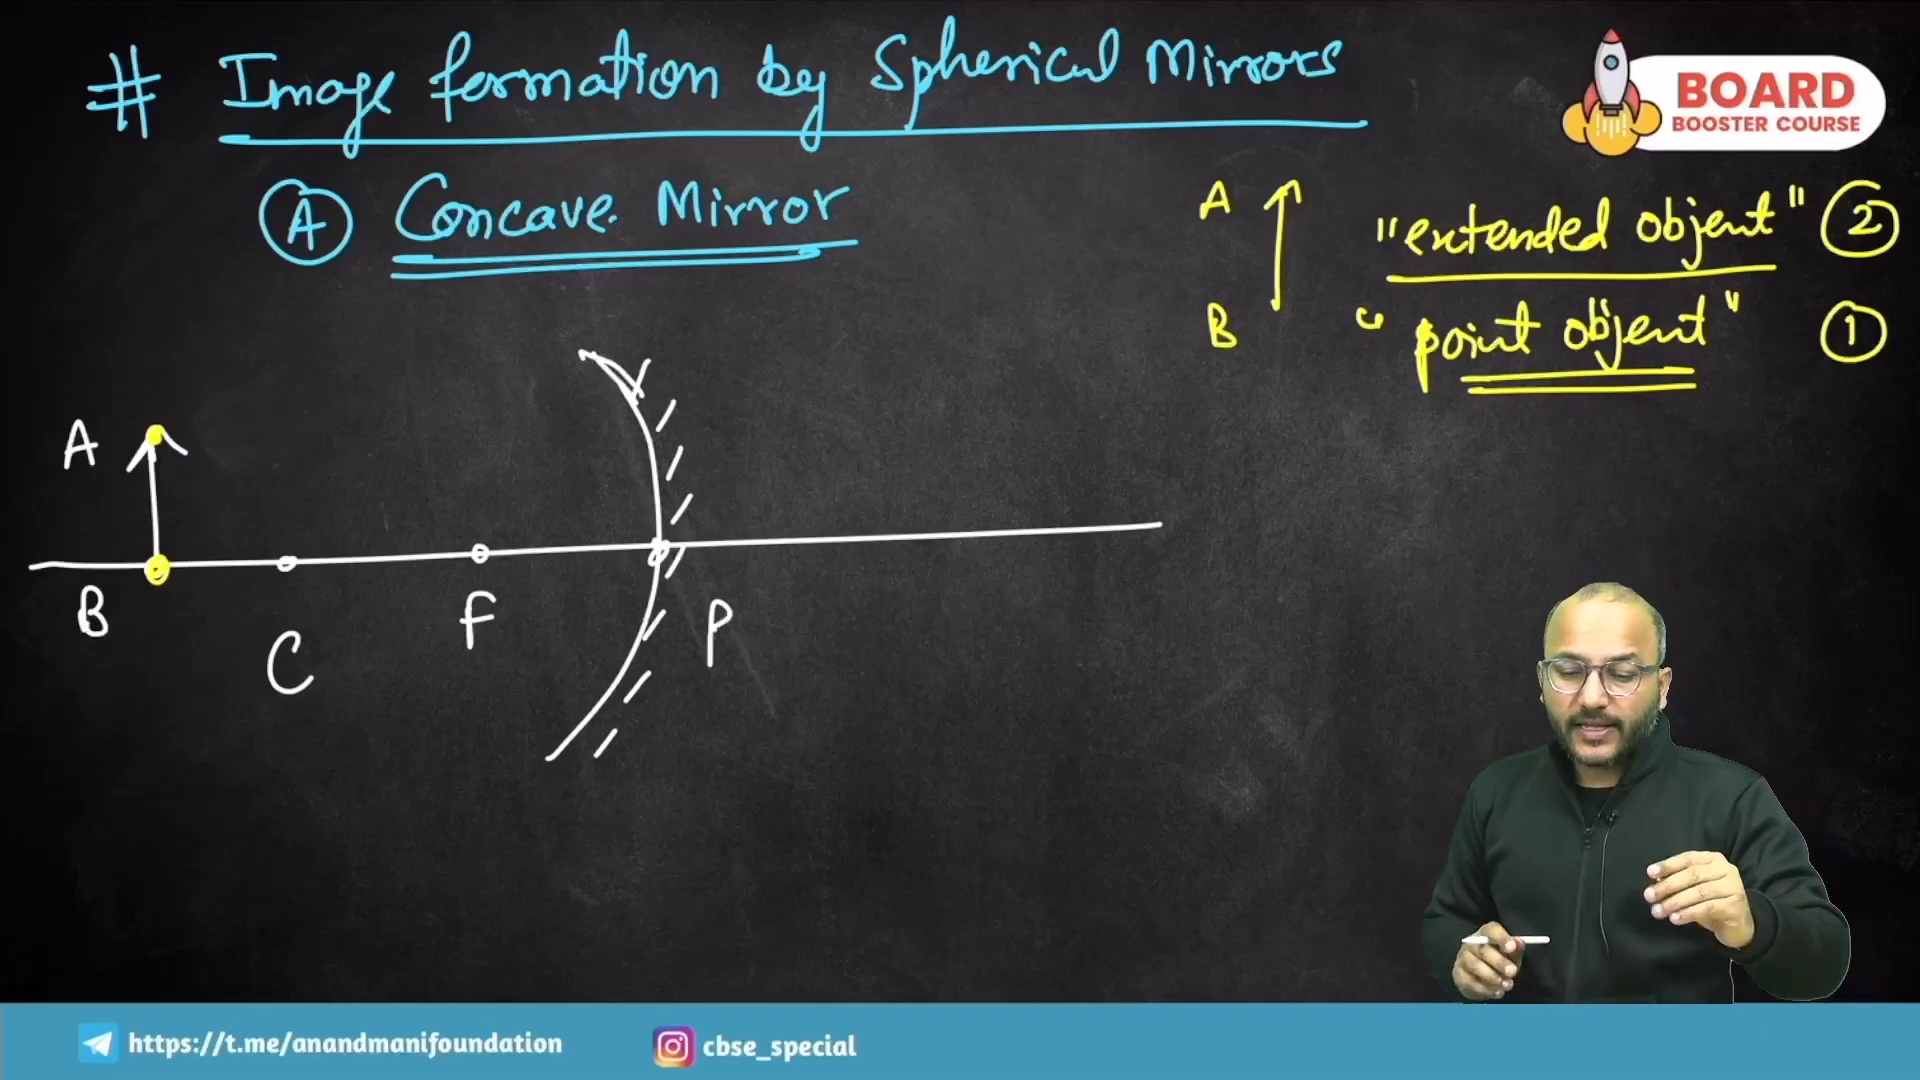 # Image formation by Spherical Mirrors
BOARD
BOOSTER COURSE
Ⓐ Concave Mirror
A "extended object" ②
B "point object" ①
A
B
C
F
P
https://t.me/anandmanifoundation
cbse_special